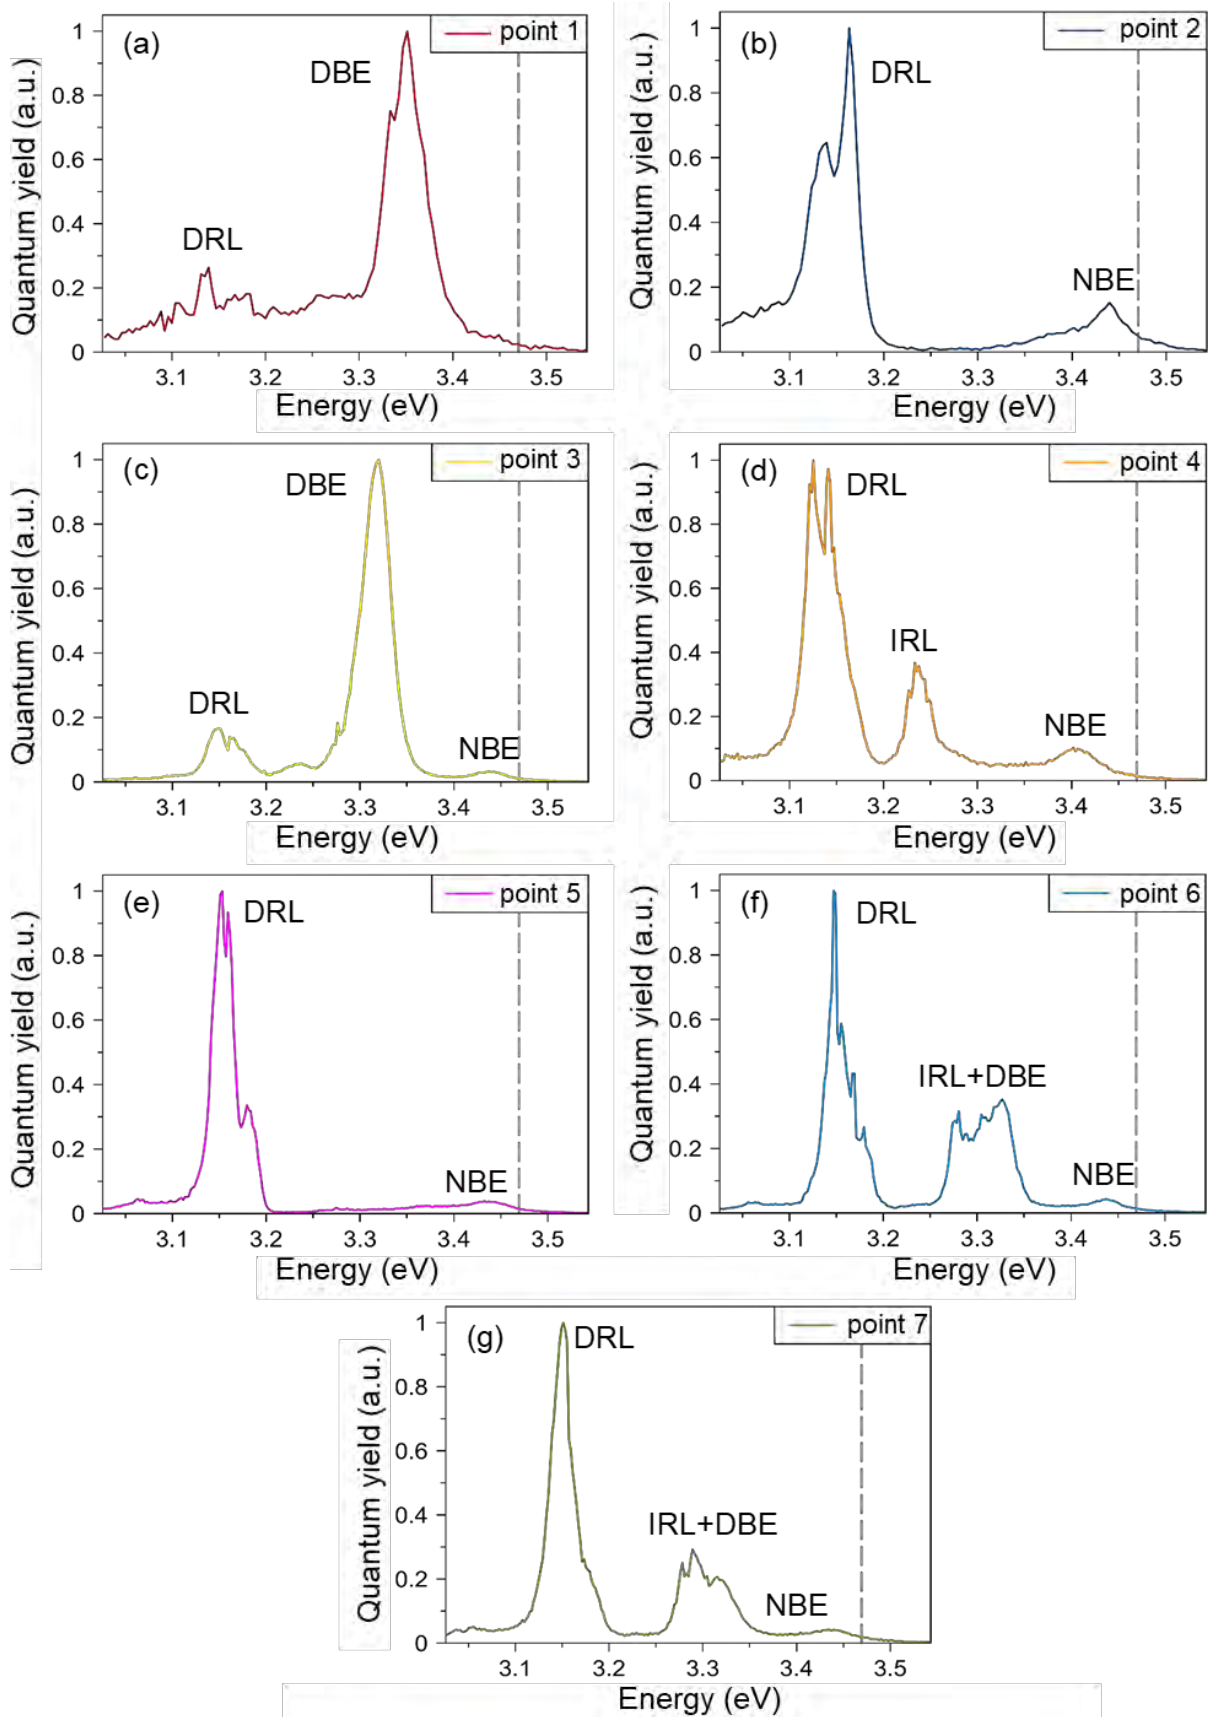 (a)
point 1
DBE
DRL
1
0.8
0.6
0.4
0.2
0
3.1 3.2 3.3 3.4 3.5
Quantum yield (a.u.)
Energy (eV)
(b)
point 2
DRL
NBE
1
0.8
0.6
0.4
0.2
0
3.1 3.2 3.3 3.4 3.5
Quantum yield (a.u.)
Energy (eV)
(c)
point 3
DBE
DRL
NBE
1
0.8
0.6
0.4
0.2
0
3.1 3.2 3.3 3.4 3.5
Quantum yield (a.u.)
Energy (eV)
(d)
point 4
DRL
IRL
NBE
1
0.8
0.6
0.4
0.2
0
3.1 3.2 3.3 3.4 3.5
Quantum yield (a.u.)
Energy (eV)
(e)
point 5
DRL
NBE
1
0.8
0.6
0.4
0.2
0
3.1 3.2 3.3 3.4 3.5
Quantum yield (a.u.)
Energy (eV)
(f)
point 6
DRL
IRL+DBE
NBE
1
0.8
0.6
0.4
0.2
0
3.1 3.2 3.3 3.4 3.5
Quantum yield (a.u.)
Energy (eV)
(g)
point 7
DRL
IRL+DBE
NBE
1
0.8
0.6
0.4
0.2
0
3.1 3.2 3.3 3.4 3.5
Quantum yield (a.u.)
Energy (eV)